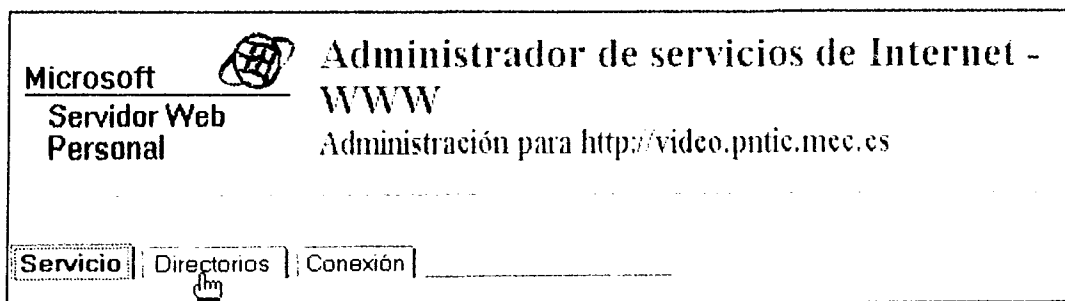 Microsoft
Servidor Web
Personal
Administrador de servicios de Internet -
WWW
Administración para http://video.pntic.mec.es
Servicio Directorios Conexión